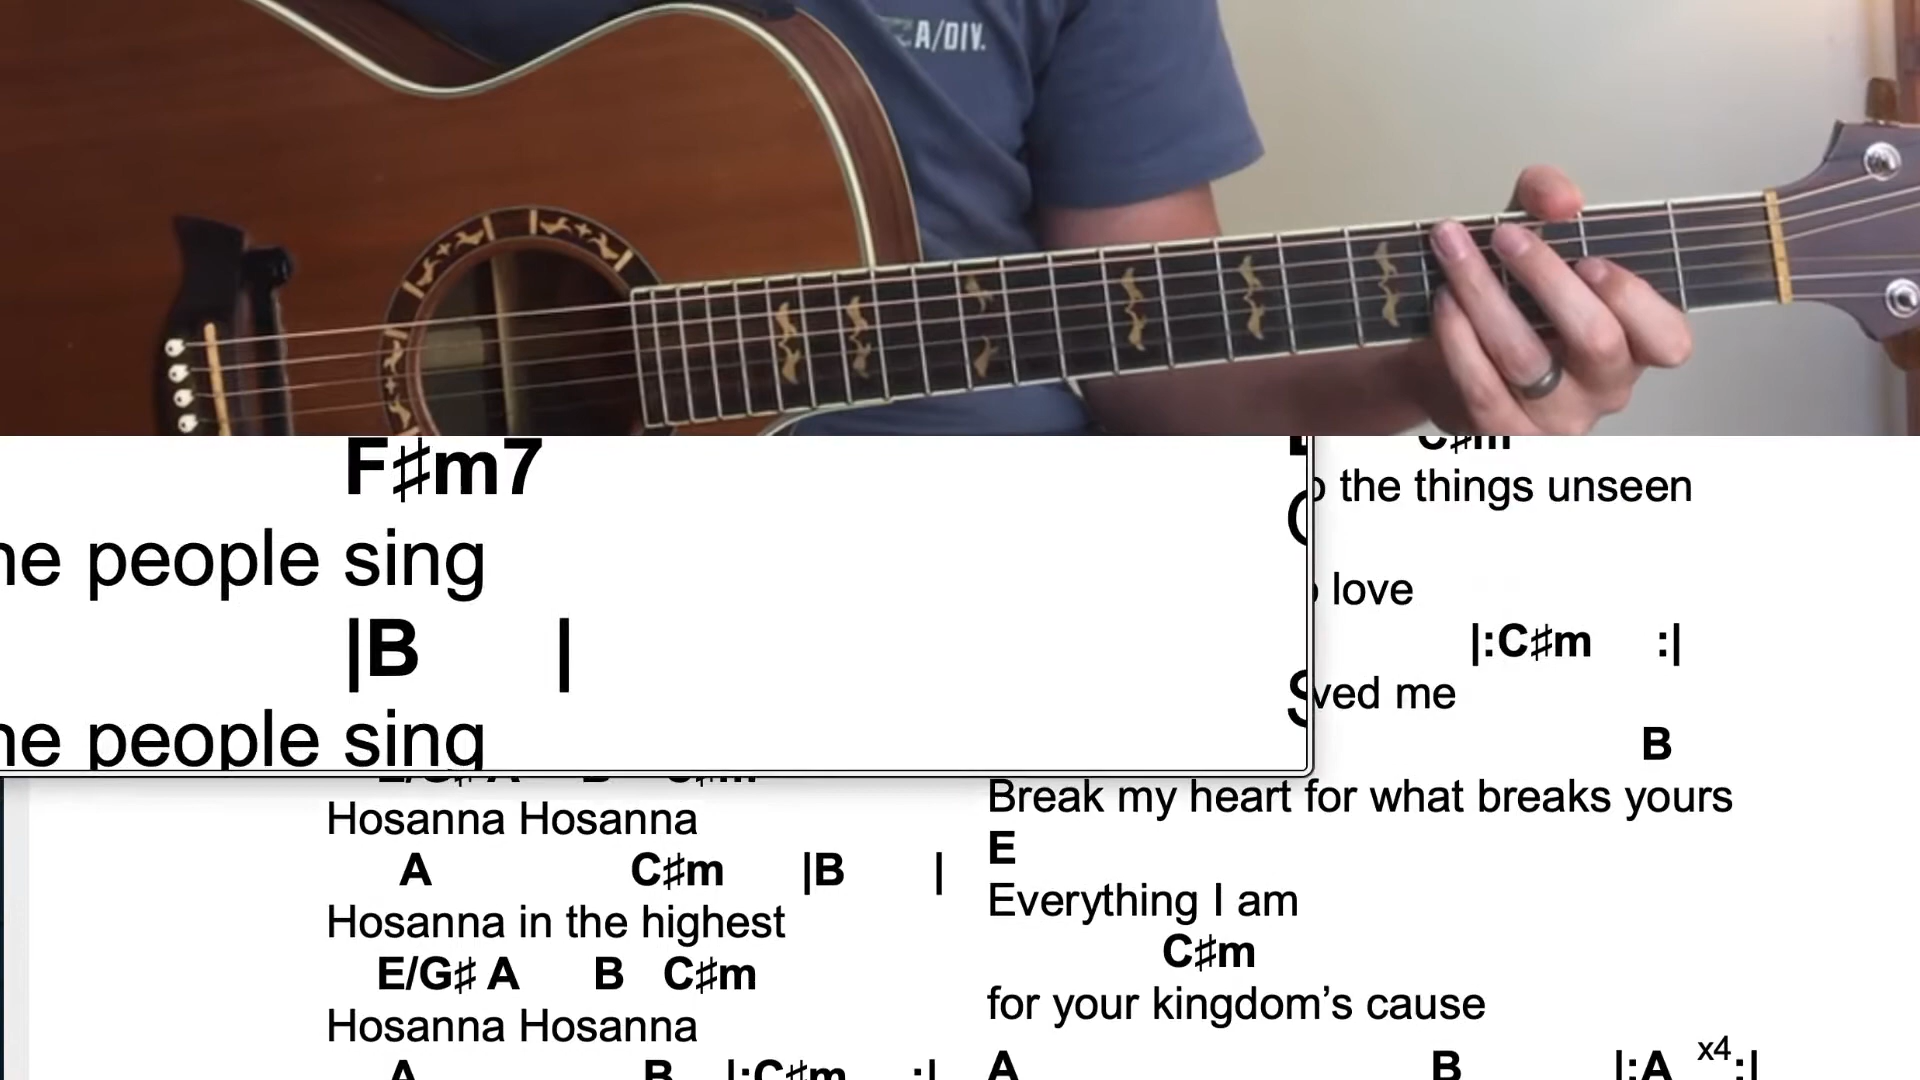 A/DIV.
F♯m7
he people sing
|B |
he people sing
Hosanna Hosanna
A C♯m |B |
Hosanna in the highest
E/G♯ A B C♯m
Hosanna Hosanna
A B |:C♯m :|
C♯m
o the things unseen
o love
|:C♯m :|
ved me
B
Break my heart for what breaks yours
E
Everything I am
C♯m
for your kingdom’s cause
A B |:A x4:|